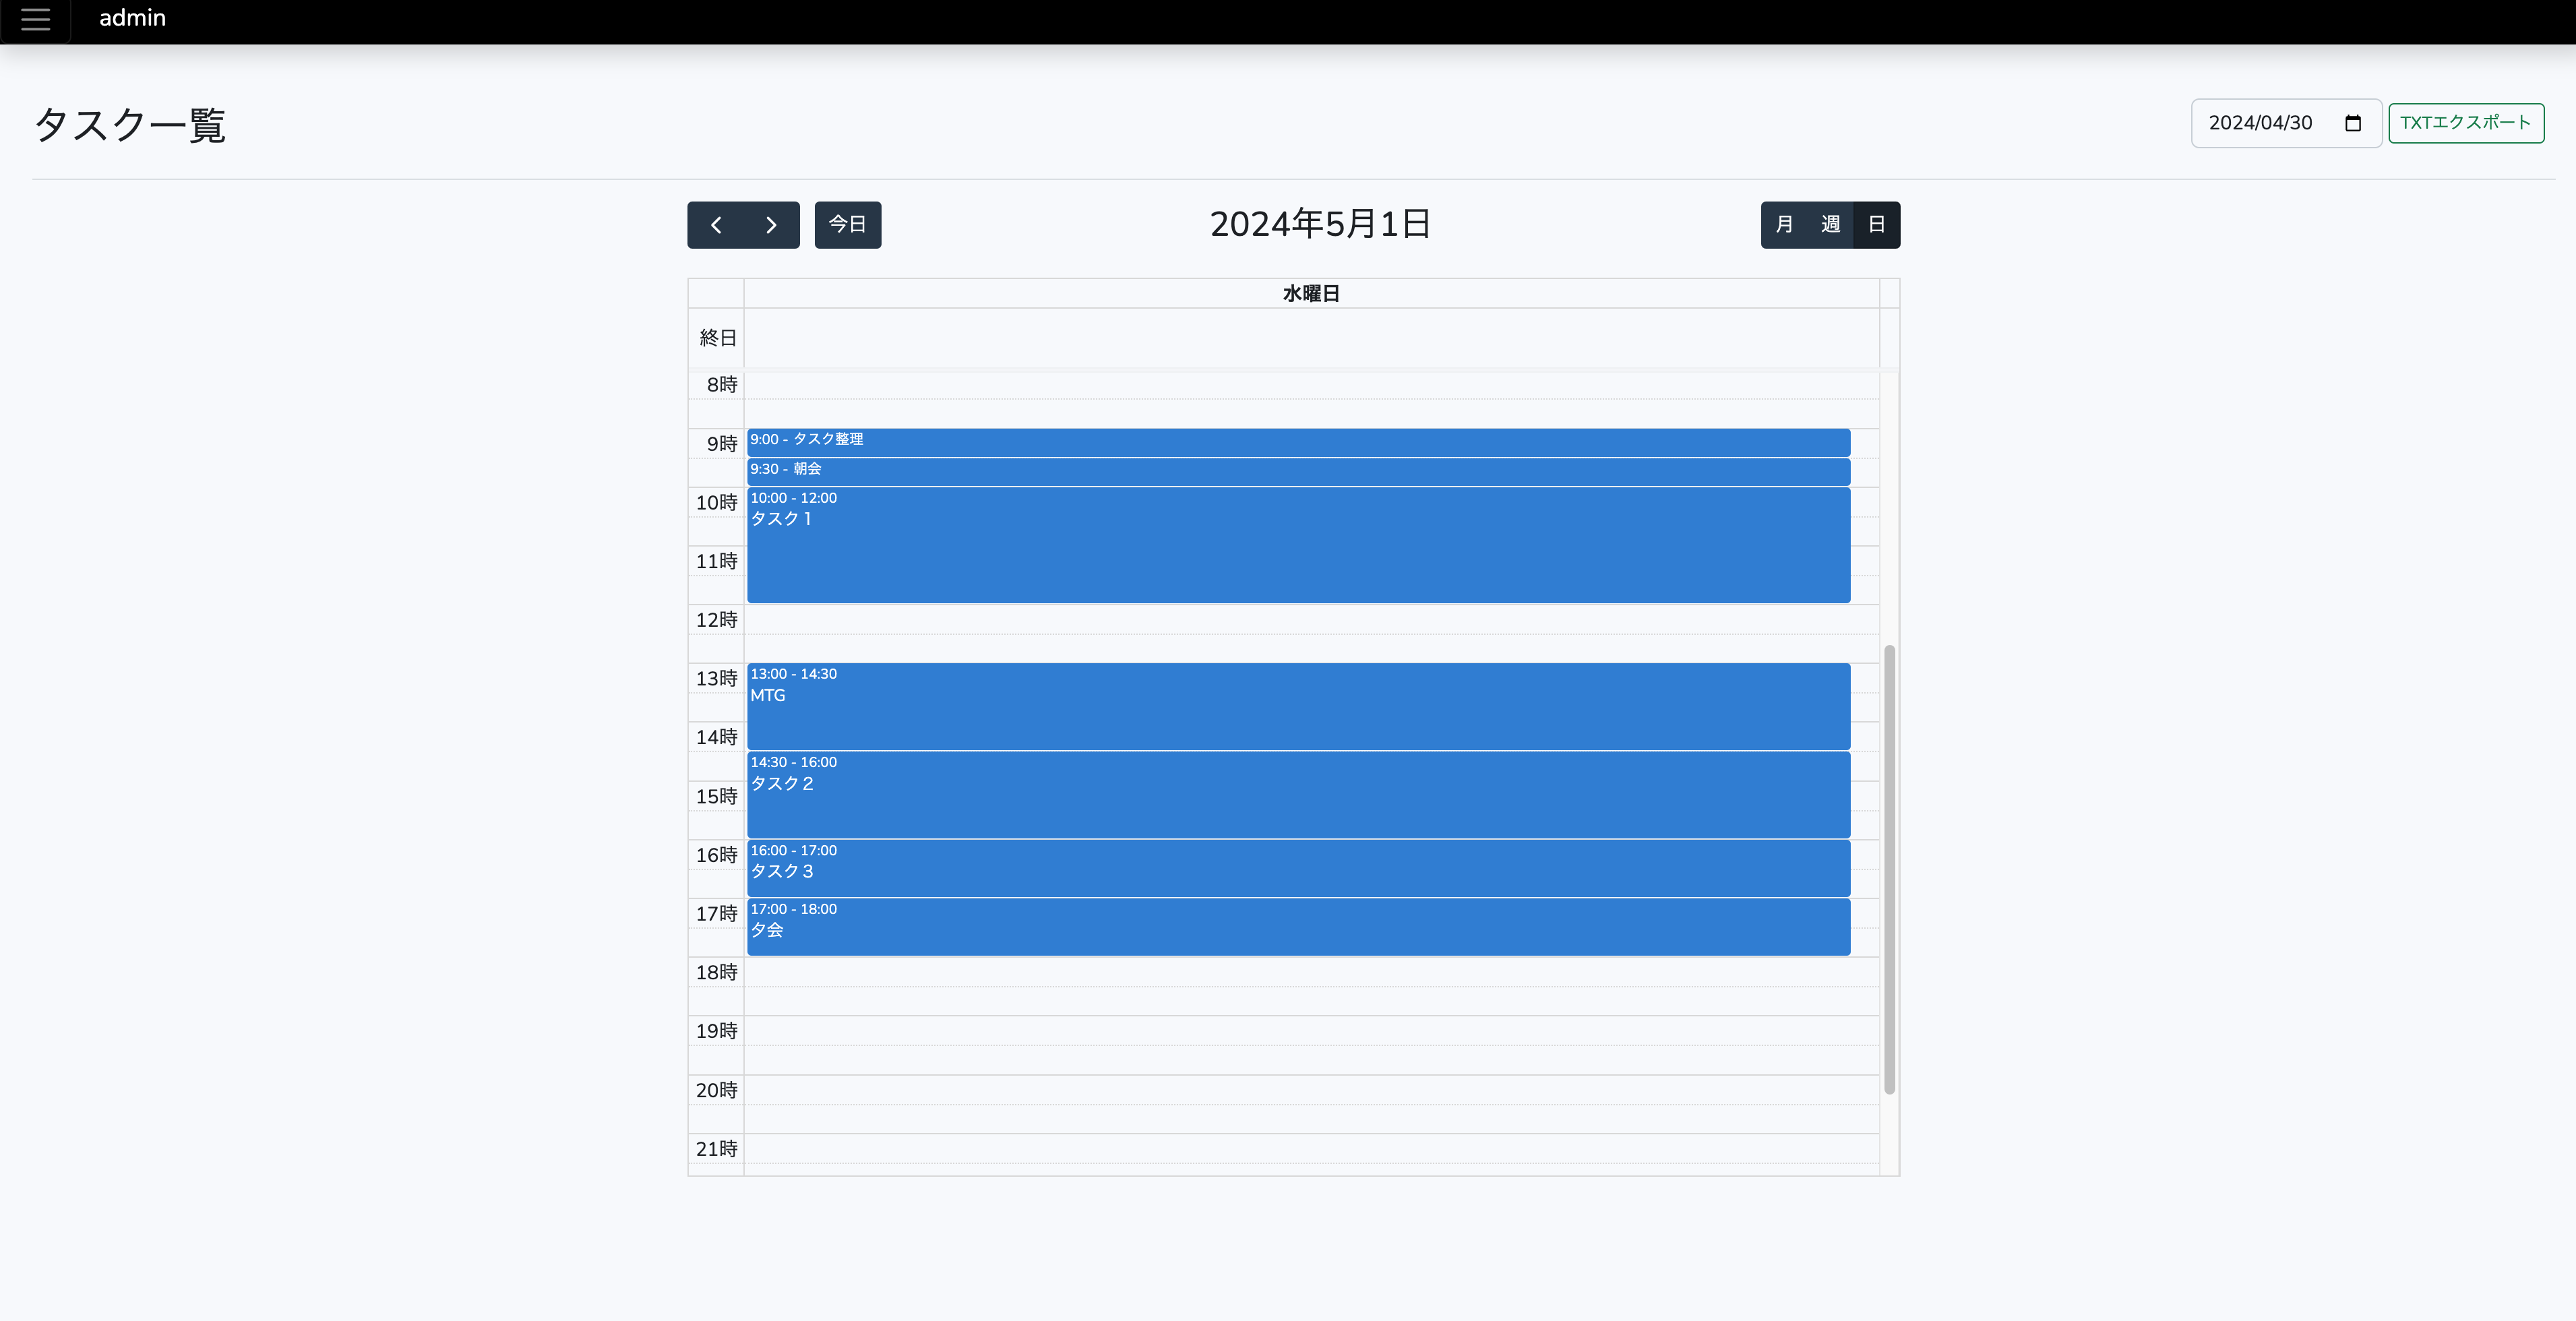 admin
タスク一覧
2024/04/30
TXTエクスポート
今日
2024年5月1日
月 週 日
水曜日
終日
8時
9時
9:00 - タスク整理
9:30 - 朝会
10時
10:00 - 12:00
タスク１
11時
12時
13時
13:00 - 14:30
MTG
14時
14:30 - 16:00
タスク２
15時
16時
16:00 - 17:00
タスク３
17時
17:00 - 18:00
夕会
18時
19時
20時
21時